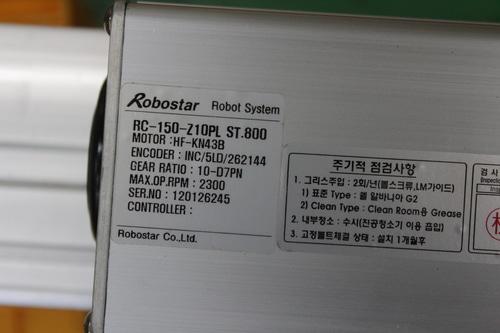 Robostar Robot System
RC-150-Z10PL ST.800
MOTOR :HF-KN43B
ENCODER : INC/5LD/262144
GEAR RATIO : 10-D7PN
MAX.OP.RPM : 2300
SER.NO : 120126245
CONTROLLER :
Robostar Co.,Ltd.
주기적 점검사항
1. 그리스주입 : 2회/년(볼스크류,LM가이드)
1) 표준 Type : 쉘 알바니아 G2
2) Clean Type : Clean Room용 Grease
2. 내부청소 : 수시(진공청소기 이용 흡입)
3. 고정볼트체결 상태 : 설치 1개월후
검 사